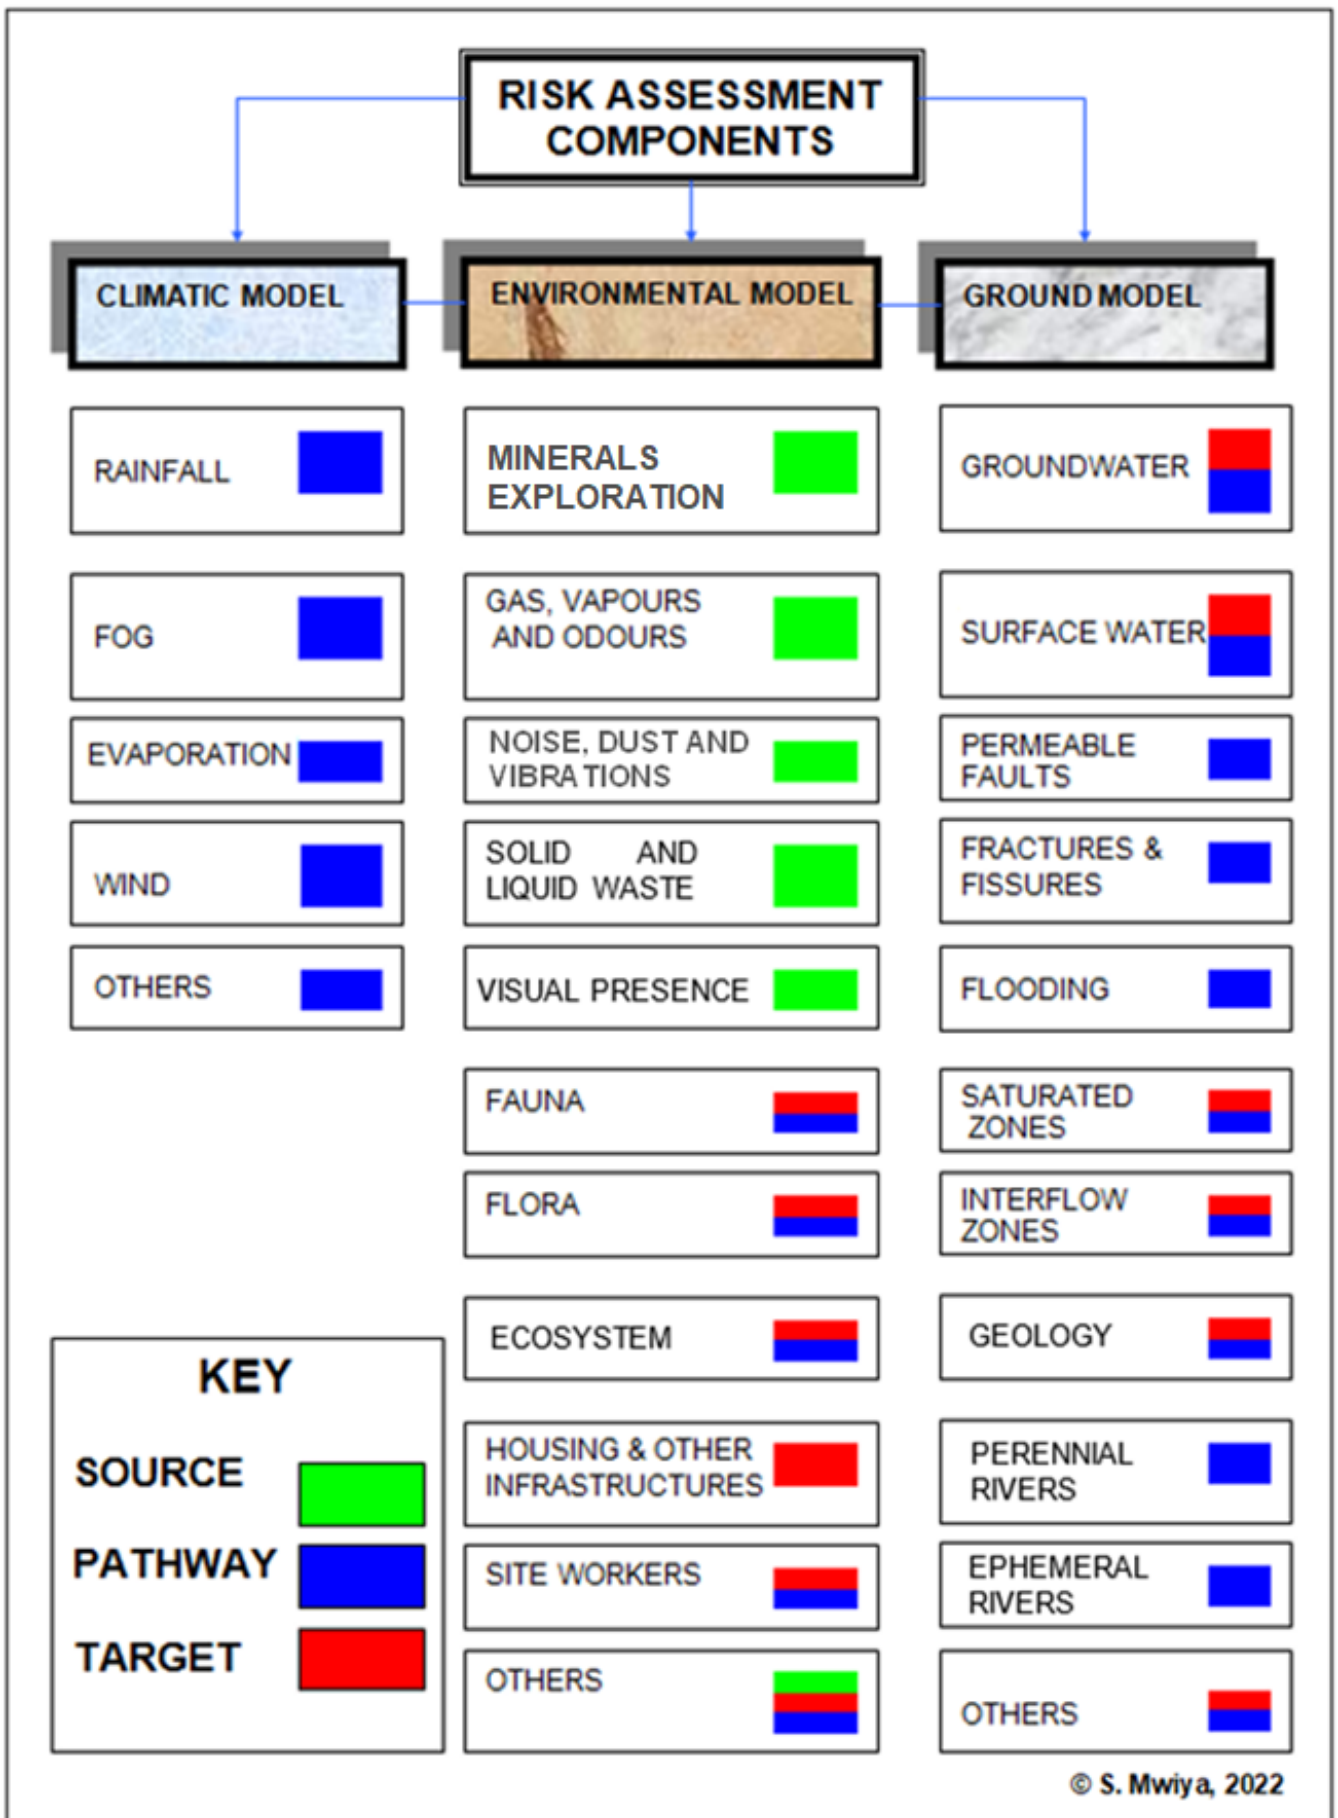 RISK ASSESSMENT
COMPONENTS
CLIMATIC MODEL
ENVIRONMENTAL MODEL
GROUND MODEL
RAINFALL
FOG
EVAPORATION
WIND
OTHERS
MINERALS
EXPLORATION
GAS, VAPOURS
AND ODOURS
NOISE, DUST AND
VIBRATIONS
SOLID AND
LIQUID WASTE
VISUAL PRESENCE
FAUNA
FLORA
ECOSYSTEM
HOUSING & OTHER
INFRASTRUCTURES
SITE WORKERS
OTHERS
GROUNDWATER
SURFACE WATER
PERMEABLE
FAULTS
FRACTURES &
FISSURES
FLOODING
SATURATED
ZONES
INTERFLOW
ZONES
GEOLOGY
PERENNIAL
RIVERS
EPHEMERAL
RIVERS
OTHERS
KEY
SOURCE
PATHWAY
TARGET
© S. Mwiya, 2022